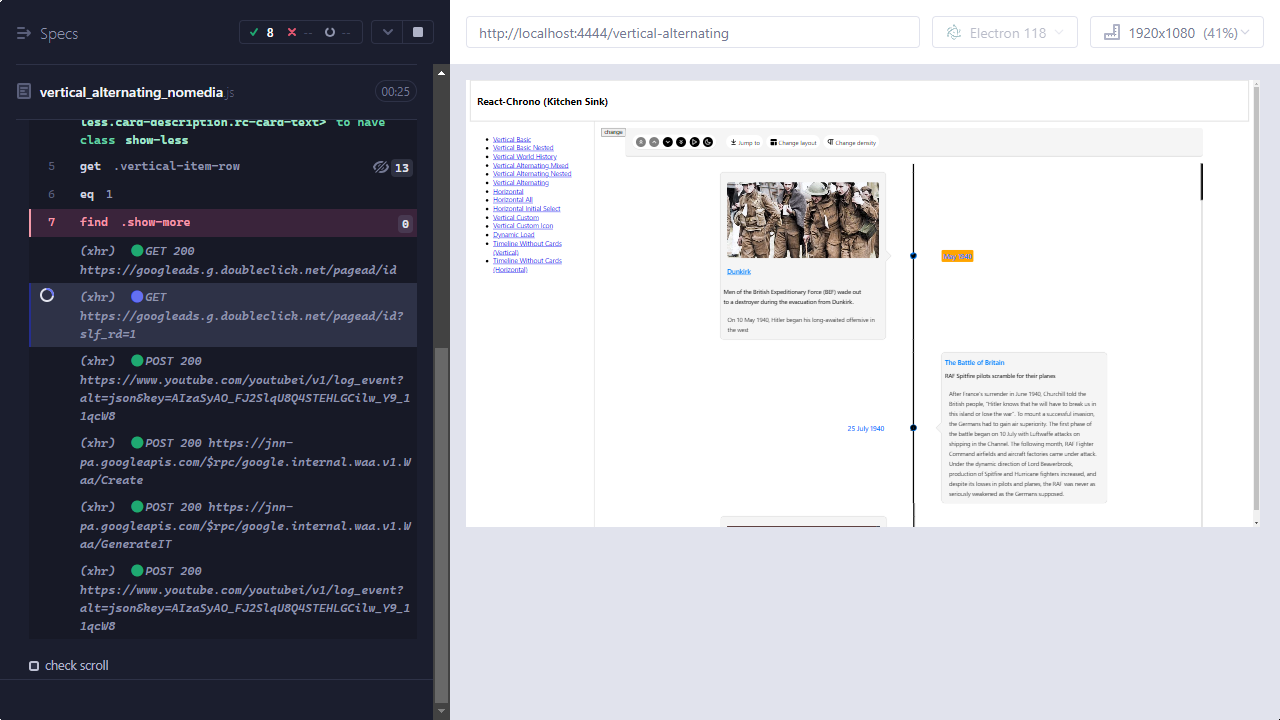 Specs
8
--
--
http://localhost:4444/vertical-alternating
Electron 118
1920x1080 (41%)
vertical_alternating_nomedia.js
00:25
less.card-description.rc-card-text> to have
class show-less
5 get .vertical-item-row 13
6 eq 1
7 find .show-more 0
(xhr) GET 200
https://googleads.g.doubleclick.net/pagead/id
(xhr) GET
https://googleads.g.doubleclick.net/pagead/id?
slf_rd=1
(xhr) POST 200
https://www.youtube.com/youtubei/v1/log_event?
alt=json&key=AIzaSyAO_FJ2SlqU8Q4STEHLGCilw_Y9_1
1qcW8
(xhr) POST 200 https://jnn-
pa.googleapis.com/$rpc/google.internal.waa.v1.W
aa/Create
(xhr) POST 200 https://jnn-
pa.googleapis.com/$rpc/google.internal.waa.v1.W
aa/GenerateIT
(xhr) POST 200
https://www.youtube.com/youtubei/v1/log_event?
alt=json&key=AIzaSyAO_FJ2SlqU8Q4STEHLGCilw_Y9_1
1qcW8
check scroll
React-Chrono (Kitchen Sink)
Vertical Basic
Vertical Basic Nested
Vertical World History
Vertical Alternating Mixed
Vertical Alternating Nested
Vertical Alternating
Horizontal
Horizontal All
Horizontal Initial Select
Vertical Custom
Vertical Custom Icon
Dynamic Load
Timeline Without Cards
(Vertical)
Timeline Without Cards
(Horizontal)
change
Jump to
Change layout
Change density
Dunkirk
Men of the British Expeditionary Force (BEF) wade out
to a destroyer during the evacuation from Dunkirk.
On 10 May 1940, Hitler began his long-awaited offensive in
the west
May 1940
The Battle of Britain
RAF Spitfire pilots scramble for their planes
After France's surrender in June 1940, Churchill told the
British people, "Hitler knows that he will have to break us in
this island or lose the war". To mount a successful invasion,
the Germans had to gain air superiority. The first phase of
the battle began on 10 July with Luftwaffe attacks on
shipping in the Channel. The following month, RAF Fighter
Command airfields and aircraft factories came under attack.
Under the dynamic direction of Lord Beaverbrook,
production of Spitfire and Hurricane fighters increased, and
despite its losses in pilots and planes, the RAF was never as
seriously weakened as the Germans supposed.
25 July 1940